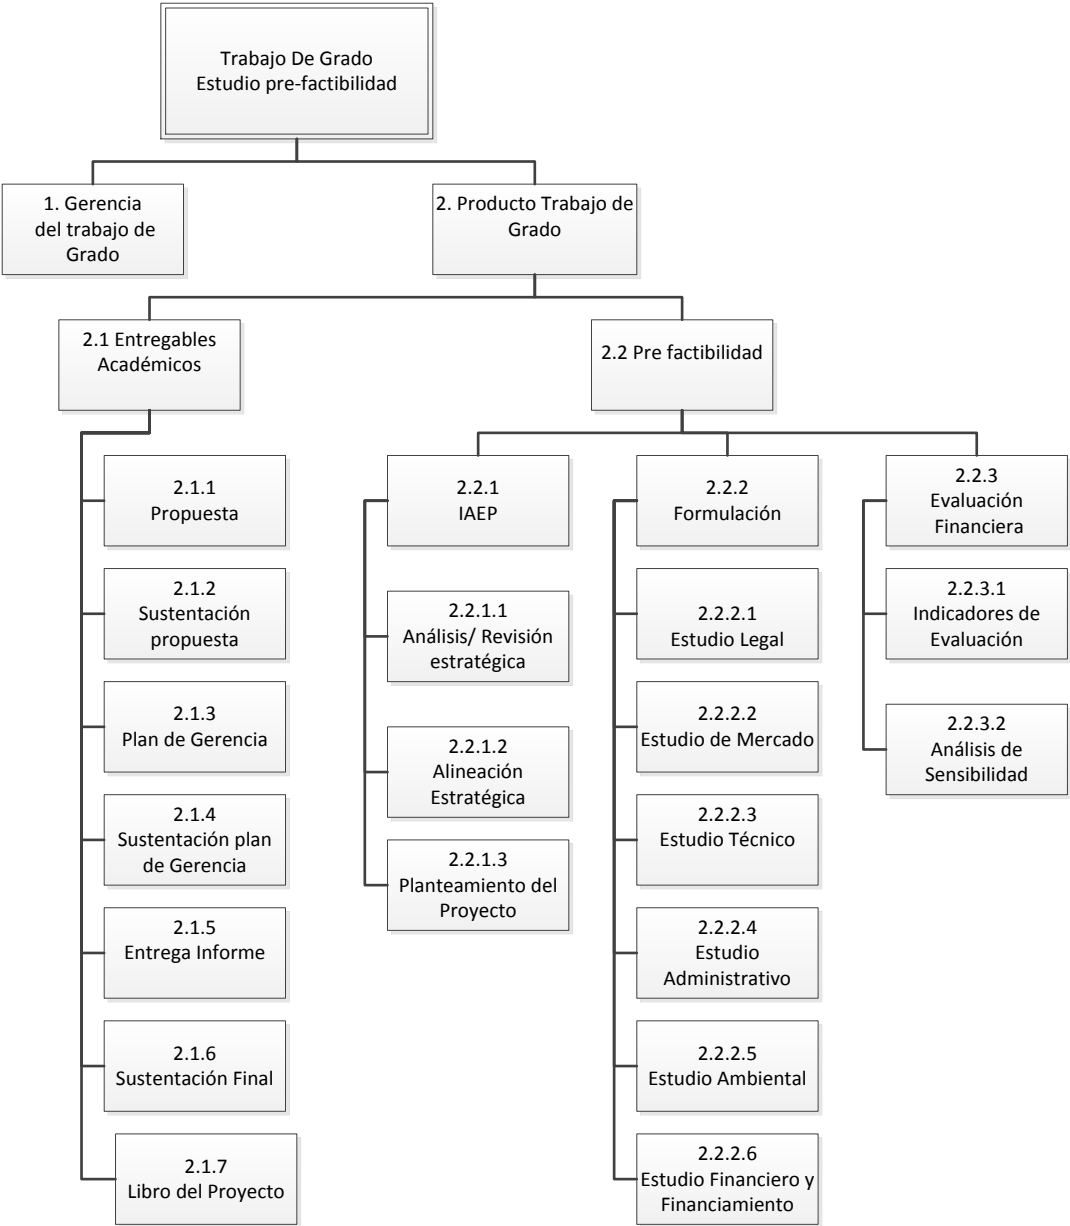 Trabajo De Grado
Estudio pre-factibilidad
1. Gerencia
del trabajo de
Grado
2. Producto Trabajo de
Grado
2.1 Entregables
Académicos
2.2 Pre factibilidad
2.1.1
Propuesta
2.1.2
Sustentación
propuesta
2.1.3
Plan de Gerencia
2.1.4
Sustentación plan
de Gerencia
2.1.5
Entrega Informe
2.1.6
Sustentación Final
2.1.7
Libro del Proyecto
2.2.1
IAEP
2.2.1.1
Análisis/ Revisión
estratégica
2.2.1.2
Alineación
Estratégica
2.2.1.3
Planteamiento del
Proyecto
2.2.2
Formulación
2.2.2.1
Estudio Legal
2.2.2.2
Estudio de Mercado
2.2.2.3
Estudio Técnico
2.2.2.4
Estudio
Administrativo
2.2.2.5
Estudio Ambiental
2.2.2.6
Estudio Financiero y
Financiamiento
2.2.3
Evaluación
Financiera
2.2.3.1
Indicadores de
Evaluación
2.2.3.2
Análisis de
Sensibilidad